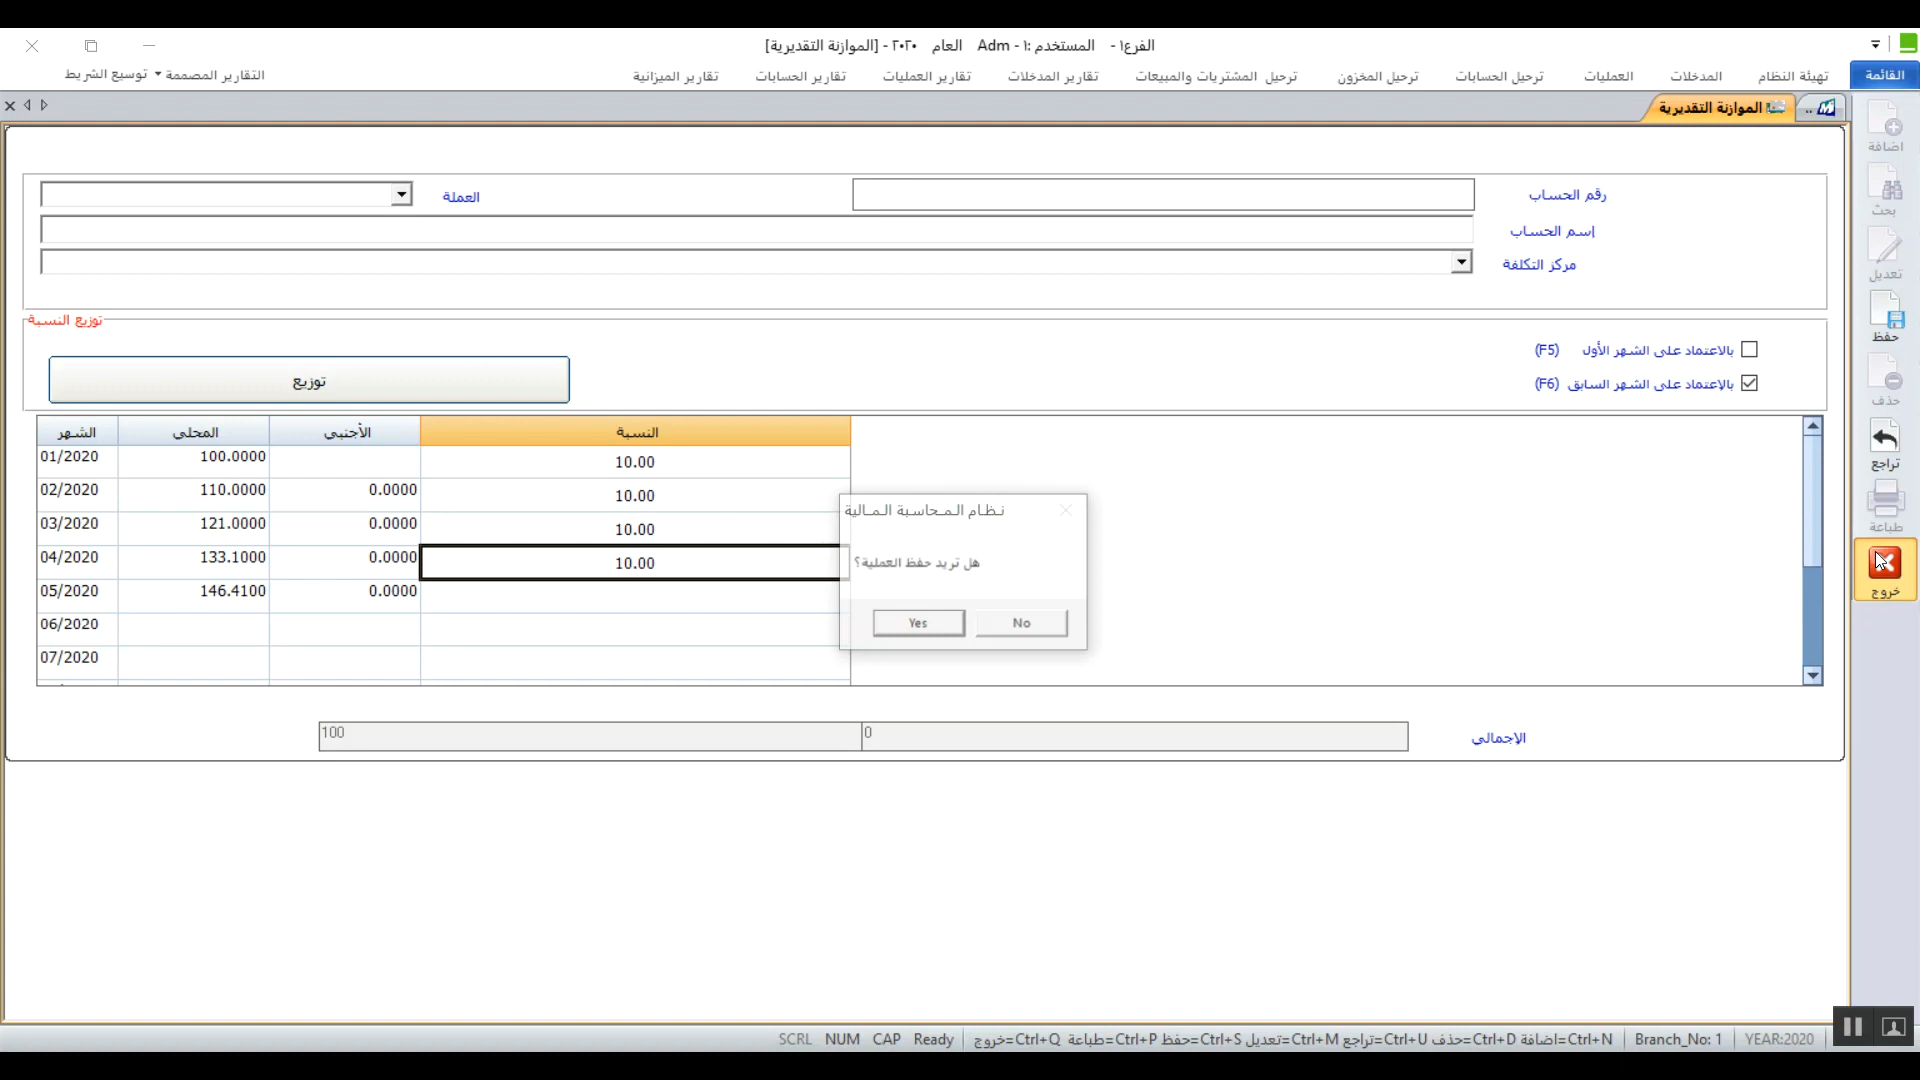 الفرع١ - المستخدم :١ - Adm العام ٢٠٢٠ - [الموازنة التقديرية]
القائمة تهيئة النظام المدخلات العمليات ترحيل الحسابات ترحيل المخزون ترحيل المشتريات والمبيعات تقارير المدخلات تقارير العمليات تقارير الحسابات تقارير الميزانية التقارير المصممة توسيع الشريط
.. الموازنة التقديرية
اضافة
بحث
تعديل
حفظ
حذف
تراجع
طباعة
خروج
رقم الحساب العملة
إسم الحساب
مركز التكلفة
توزيع النسبة
بالاعتماد على الشهر الأول (F5)
بالإعتماد على الشهر السابق (F6)
توزيع
الشهر المحلي الأجنبي النسبة
01/2020 100.0000 10.00
02/2020 110.0000 0.0000 10.00
03/2020 121.0000 0.0000 10.00
04/2020 133.1000 0.0000 10.00
05/2020 146.4100 0.0000
06/2020
07/2020
نـظـام الـمـحاسبة الـمـالية
هل تريد حفظ العملية؟
Yes No
100 0 الإجمالي
SCRL NUM CAP Ready Ctrl+N=اضافة Ctrl+D=حذف Ctrl+U=تراجع Ctrl+M=تعديل Ctrl+S=حفظ Ctrl+P=طباعة Ctrl+Q=خروج Branch_No: 1 YEAR:2020